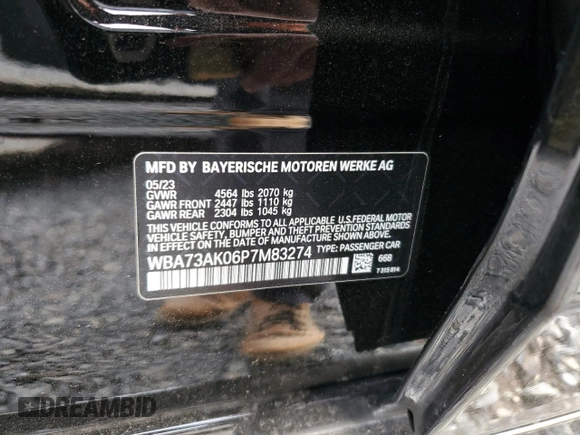 MFD BY BAYERISCHE MOTOREN WERKE AG
05/23
GVWR 4564 lbs 2070 kg
GAWR FRONT 2447 lbs 1110 kg
GAWR REAR 2304 lbs 1045 kg
THIS VEHICLE CONFORMS TO ALL APPLICABLE U.S.FEDERAL MOTOR
VEHICLE SAFETY, BUMPER AND THEFT PREVENTION STANDARDS
IN EFFECT ON THE DATE OF MANUFACTURE SHOWN ABOVE.
WBA73AK06P7M83274 TYPE: PASSENGER CAR
668
7 315 814
DREAMBID